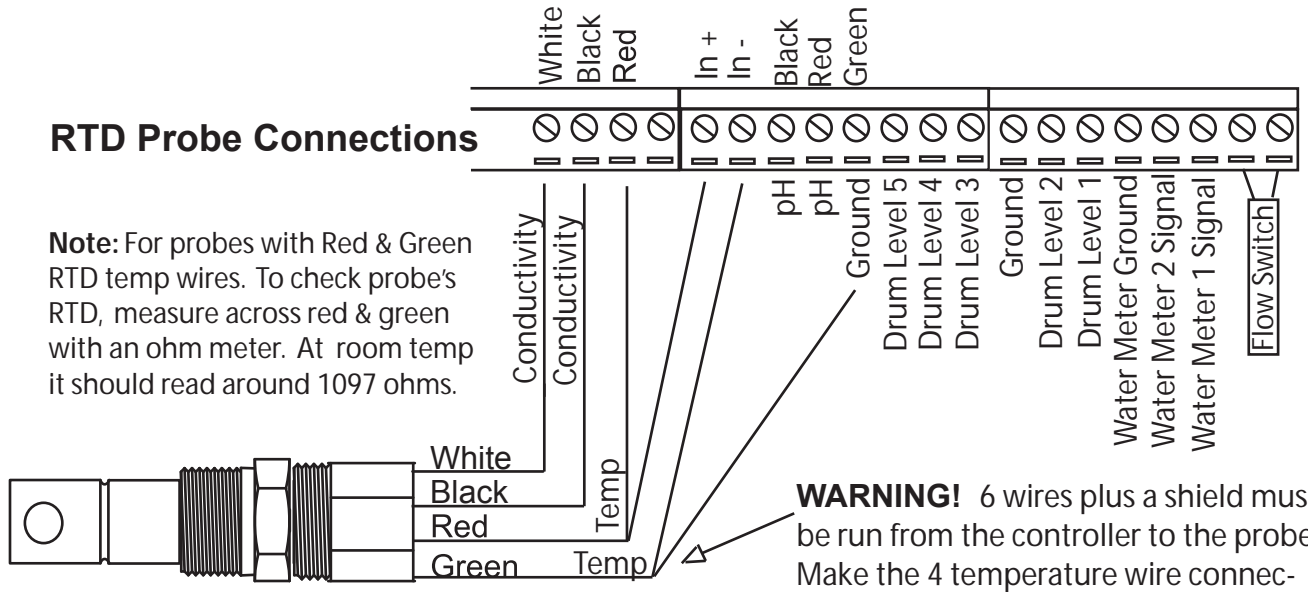 White
Black
Red
In +
In -
Black
Red
Green
RTD Probe Connections
Note: For probes with Red & Green
RTD temp wires. To check probe's
RTD, measure across red & green
with an ohm meter. At room temp
it should read around 1097 ohms.
Conductivity
Conductivity
Temp
pH
pH
Ground
Drum Level 5
Drum Level 4
Drum Level 3
Ground
Drum Level 2
Drum Level 1
Water Meter Ground
Water Meter 2 Signal
Water Meter 1 Signal
Flow Switch
White
Black
Red
Green
Temp
WARNING! 6 wires plus a shield mus
be run from the controller to the probe
Make the 4 temperature wire connec-